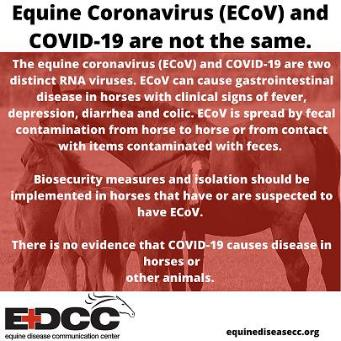 Equine Coronavirus (ECoV) and
COVID-19 are not the same.
The equine coronavirus (ECoV) and COVID-19 are two
distinct RNA viruses. ECoV can cause gastrointestinal
disease in horses with clinical signs of fever,
depression, diarrhea and colic. ECoV is spread by fecal
contamination from horse to horse or from contact
with items contaminated with feces.
Biosecurity measures and isolation should be
implemented in horses that have or are suspected to
have ECoV.
There is no evidence that COVID-19 causes disease in
horses or
other animals.
EDCC
equine disease communication center
equinediseasecc.org